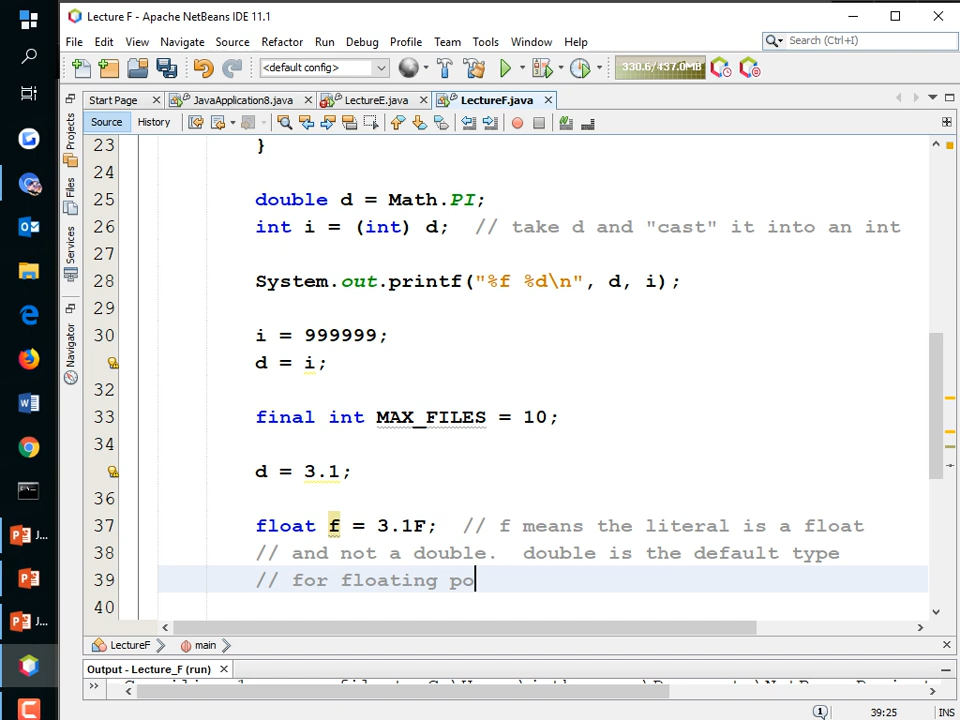 Lecture F - Apache NetBeans IDE 11.1
File Edit View Navigate Source Refactor Run Debug Profile Team Tools Window Help
Search (Ctrl+I)
<default config>
330.6/437.0MB
Start Page JavaApplication8.java LectureE.java LectureF.java
Source History
Projects
Files
Services
Navigator
23 }
24
25 double d = Math.PI;
26 int i = (int) d; // take d and "cast" it into an int
27
28 System.out.printf("%f %d\n", d, i);
29
30 i = 999999;
d = i;
32
33 final int MAX_FILES = 10;
34
d = 3.1;
36
37 float f = 3.1F; // f means the literal is a float
38 // and not a double. double is the default type
39 // for floating po
40
LectureF main
Output - Lecture_F (run)
J...
J...
39:25 INS